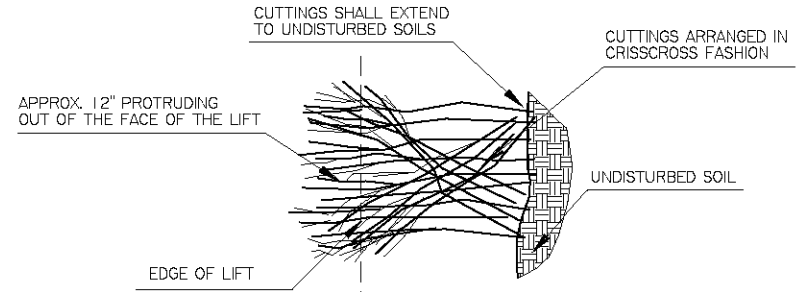 CUTTINGS SHALL EXTEND
TO UNDISTURBED SOILS
CUTTINGS ARRANGED IN
CRISSCROSS FASHION
APPROX. 12" PROTRUDING
OUT OF THE FACE OF THE LIFT
UNDISTURBED SOIL
EDGE OF LIFT